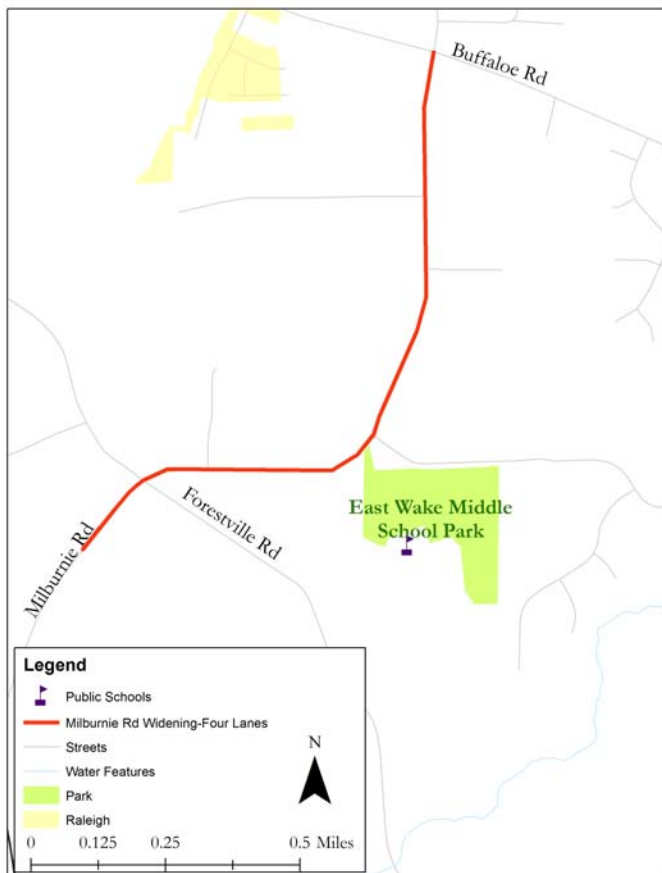 Buffaloe Rd
East Wake Middle
School Park
Forestville Rd
Milburnie Rd
Legend
Public Schools
Milburnie Rd Widening-Four Lanes
Streets
Water Features
Park
Raleigh
N
0 0.125 0.25 0.5 Miles